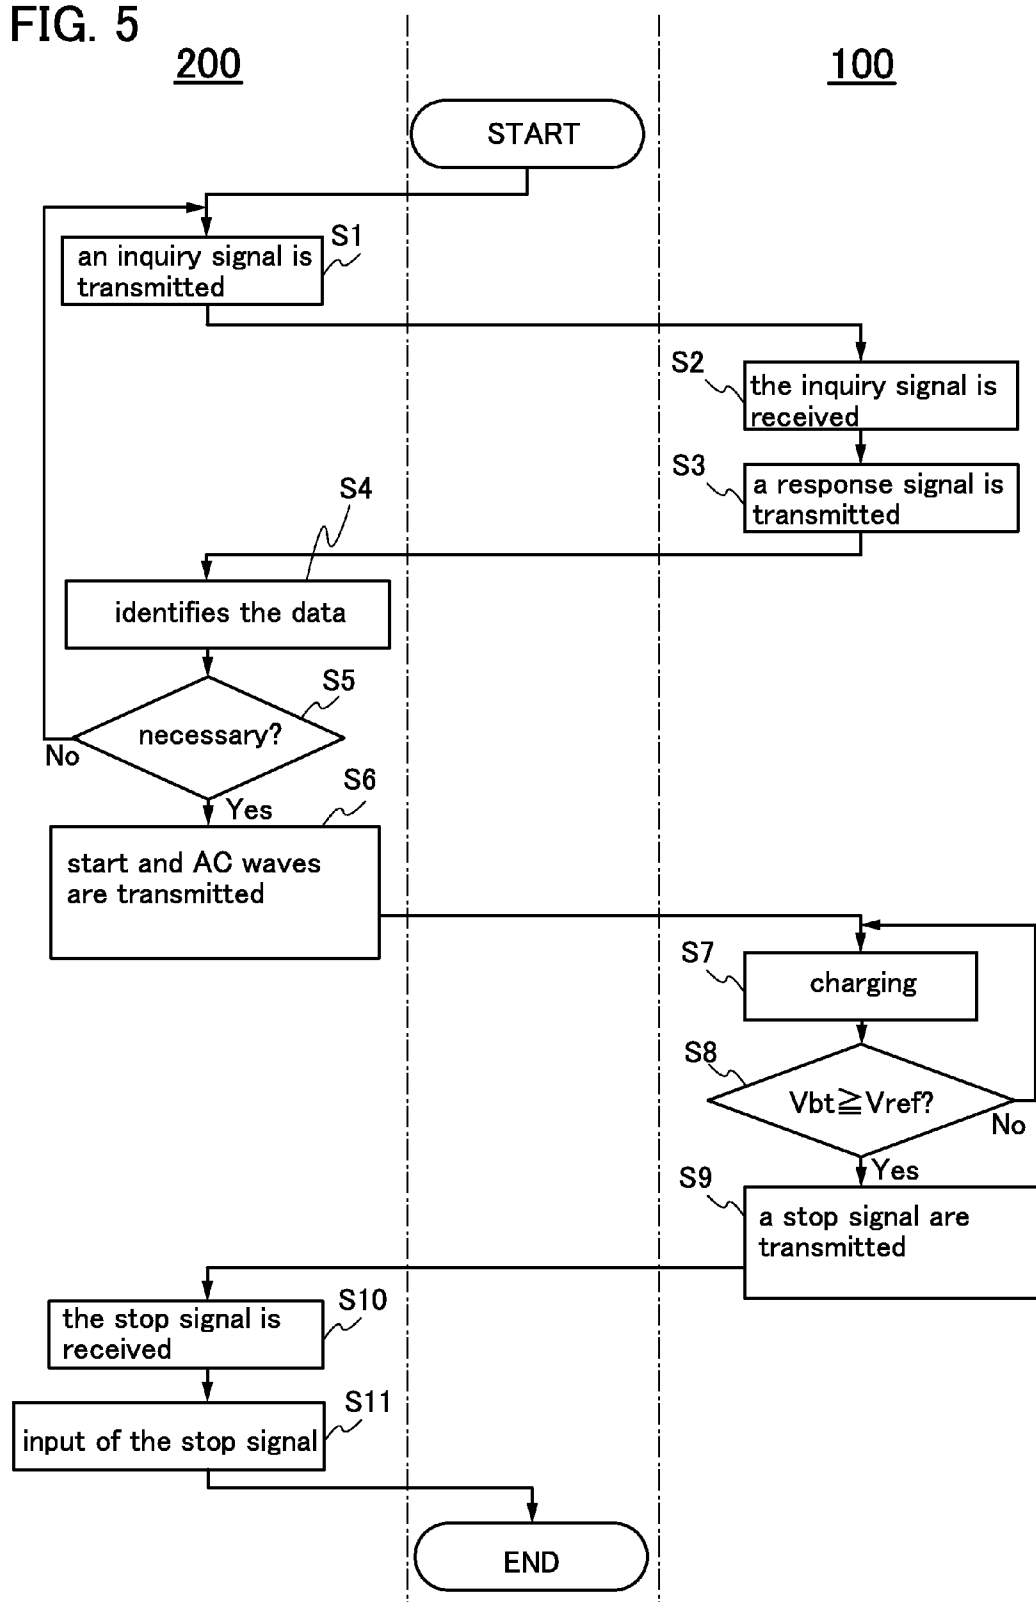 FIG. 5
200
100
START
S1
an inquiry signal is
transmitted
S2
the inquiry signal is
received
S3
a response signal is
transmitted
S4
identifies the data
S5
necessary?
No
Yes
S6
start and AC waves
are transmitted
S7
charging
S8
Vbt≧Vref?
No
Yes
S9
a stop signal are
transmitted
S10
the stop signal is
received
S11
input of the stop signal
END